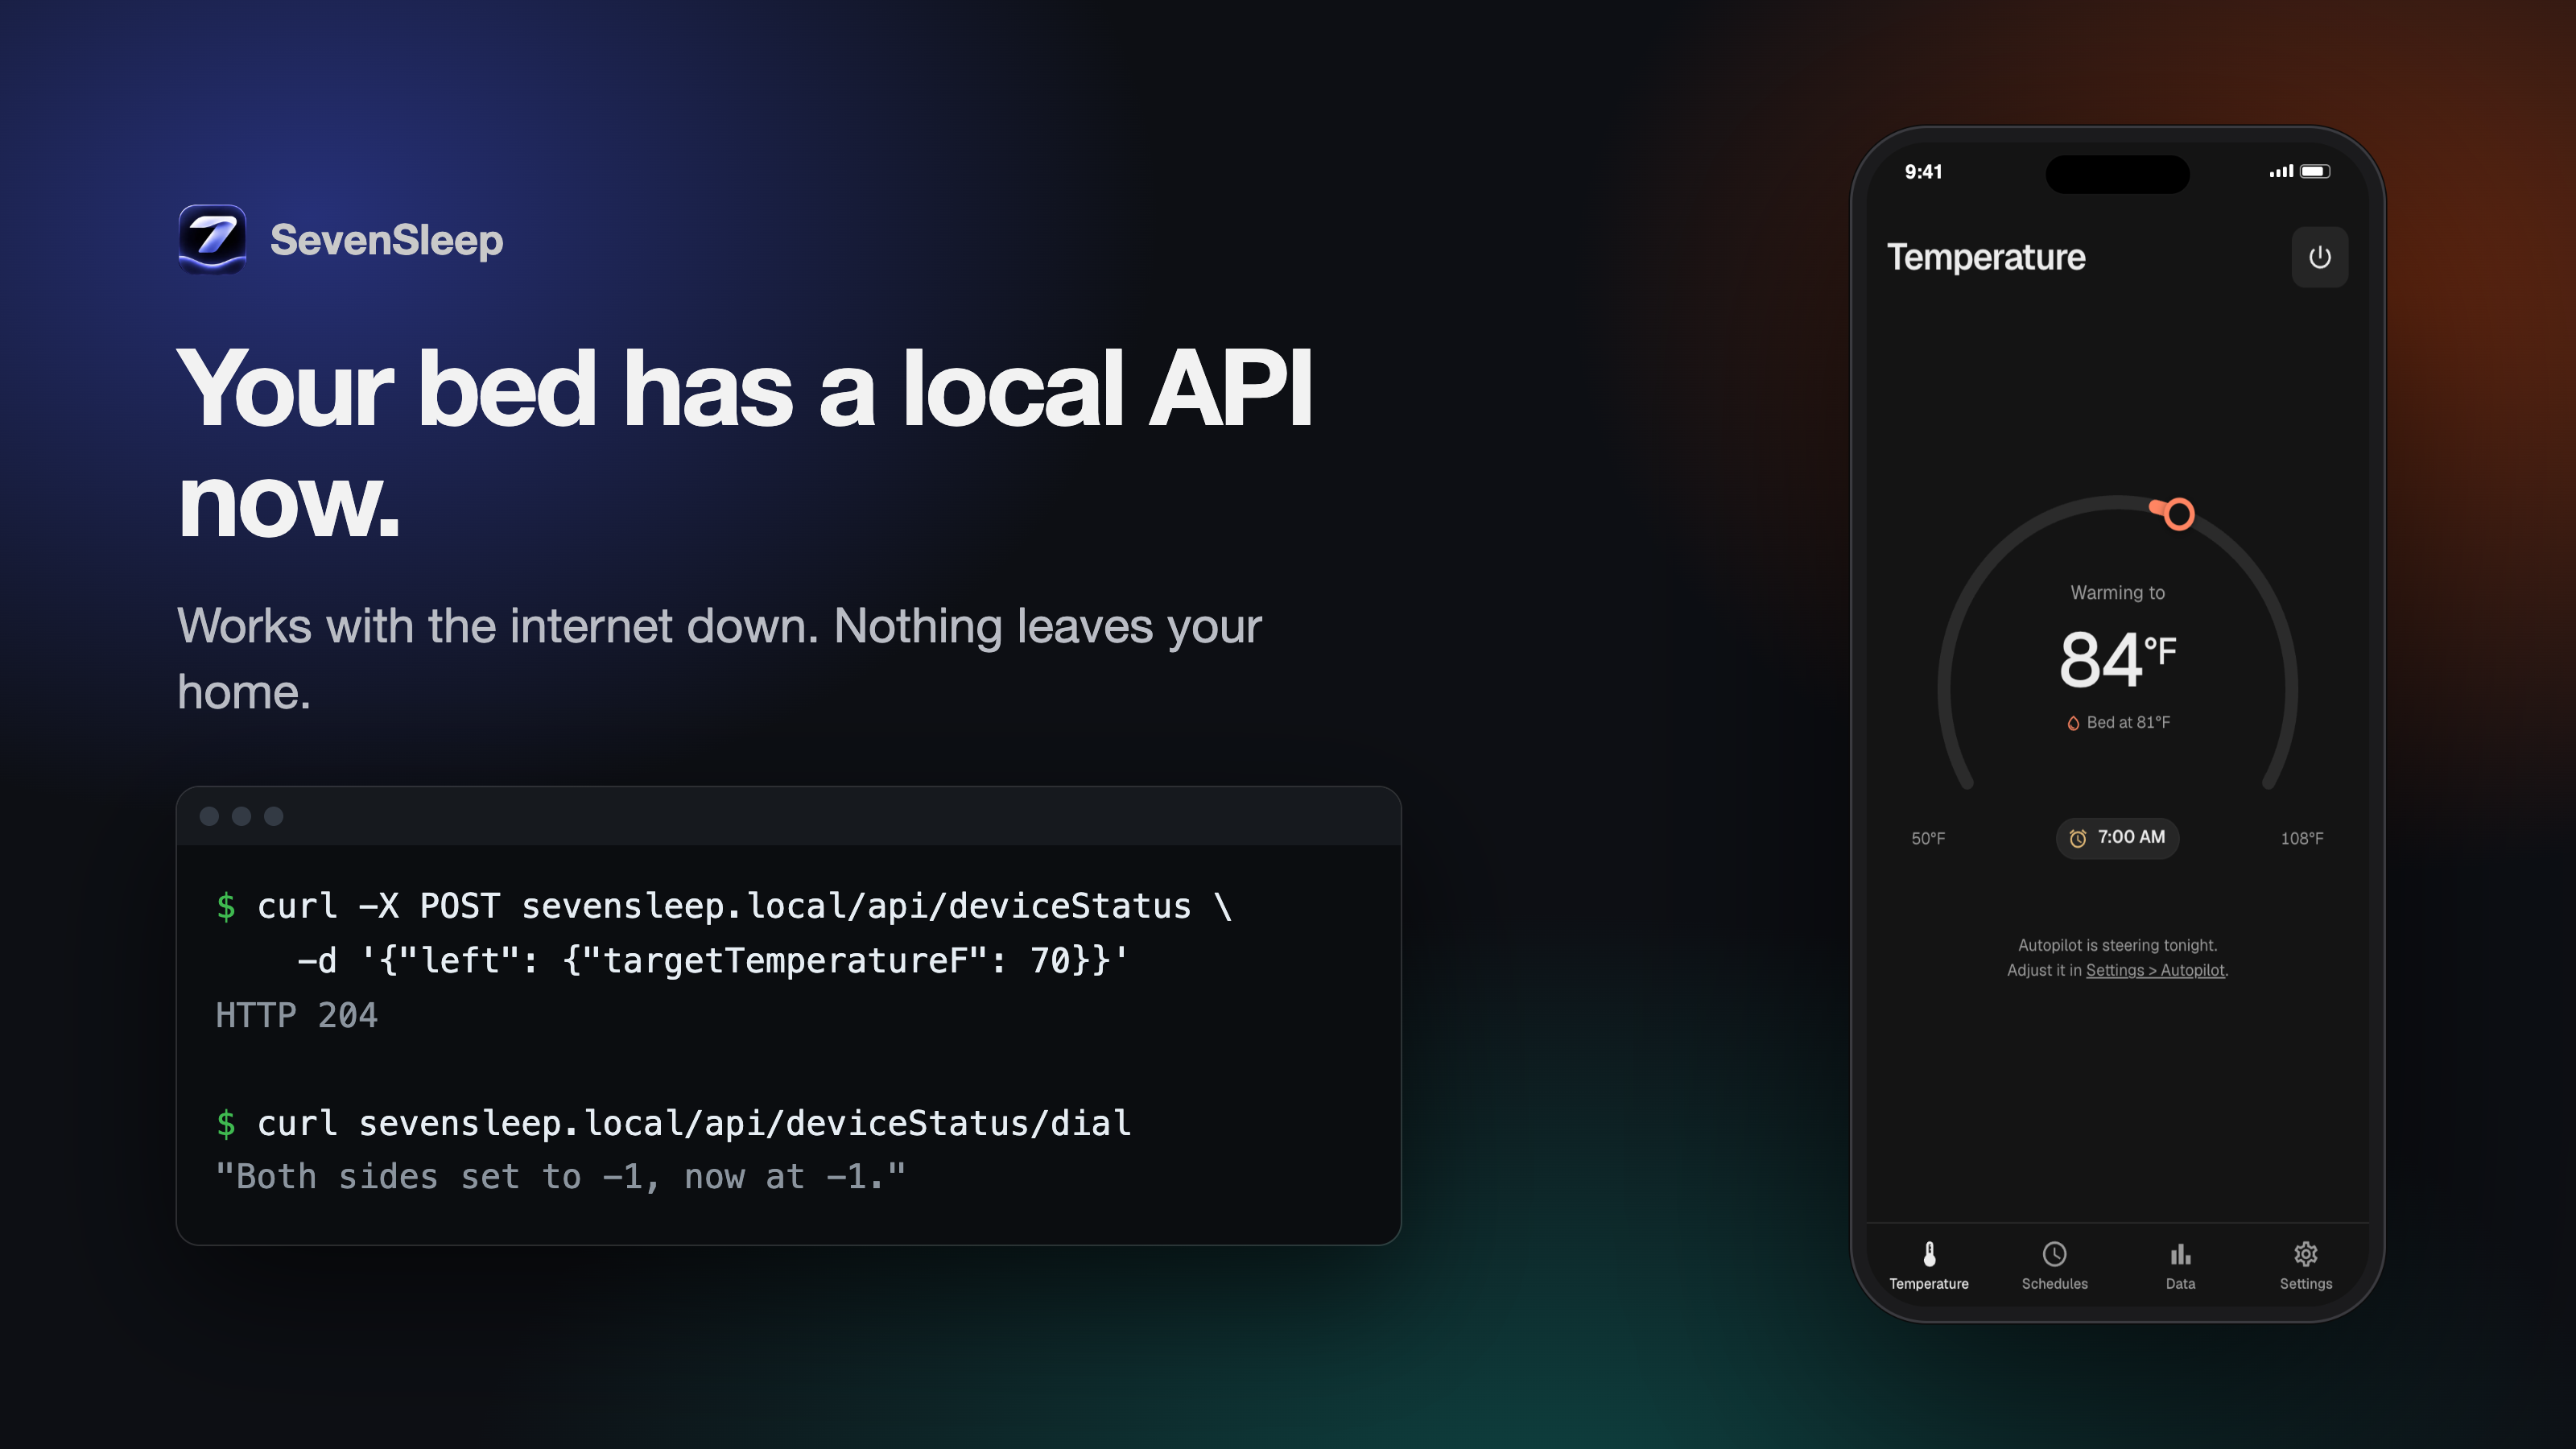 SevenSleep
Your bed has a local API
now.
Works with the internet down. Nothing leaves your
home.
$ curl -X POST sevensleep.local/api/deviceStatus \
-d '{"left": {"targetTemperatureF": 70}}'
HTTP 204
$ curl sevensleep.local/api/deviceStatus/dial
"Both sides set to -1, now at -1."
9:41
Temperature
Warming to
84°F
Bed at 81°F
50°F
7:00 AM
108°F
Autopilot is steering tonight.
Adjust it in Settings > Autopilot.
Temperature
Schedules
Data
Settings